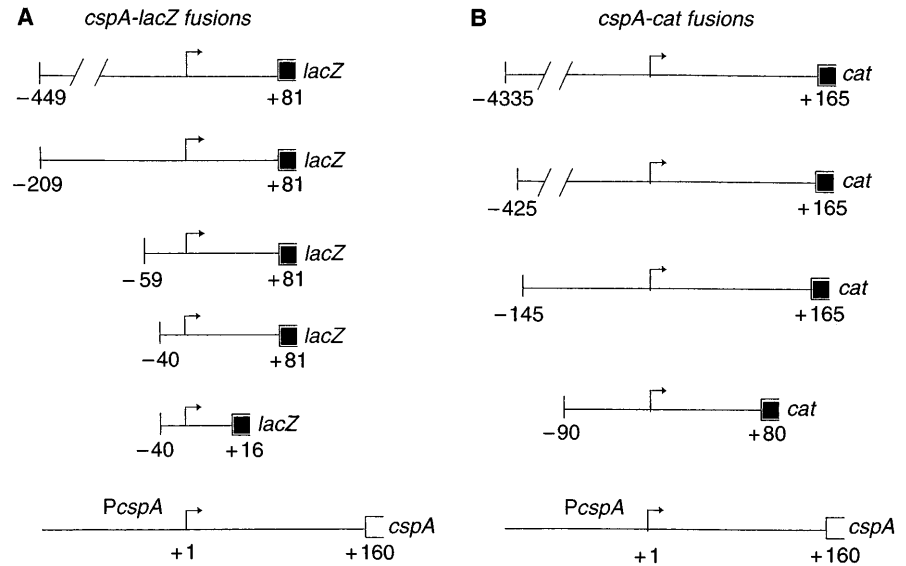 A
cspA-lacZ fusions
lacZ
−449
+81
lacZ
−209
+81
lacZ
−59
+81
lacZ
−40
+81
lacZ
−40
+16
PcspA
cspA
+1
+160
B
cspA-cat fusions
cat
−4335
+165
cat
−425
+165
cat
−145
+165
cat
−90
+80
PcspA
cspA
+1
+160